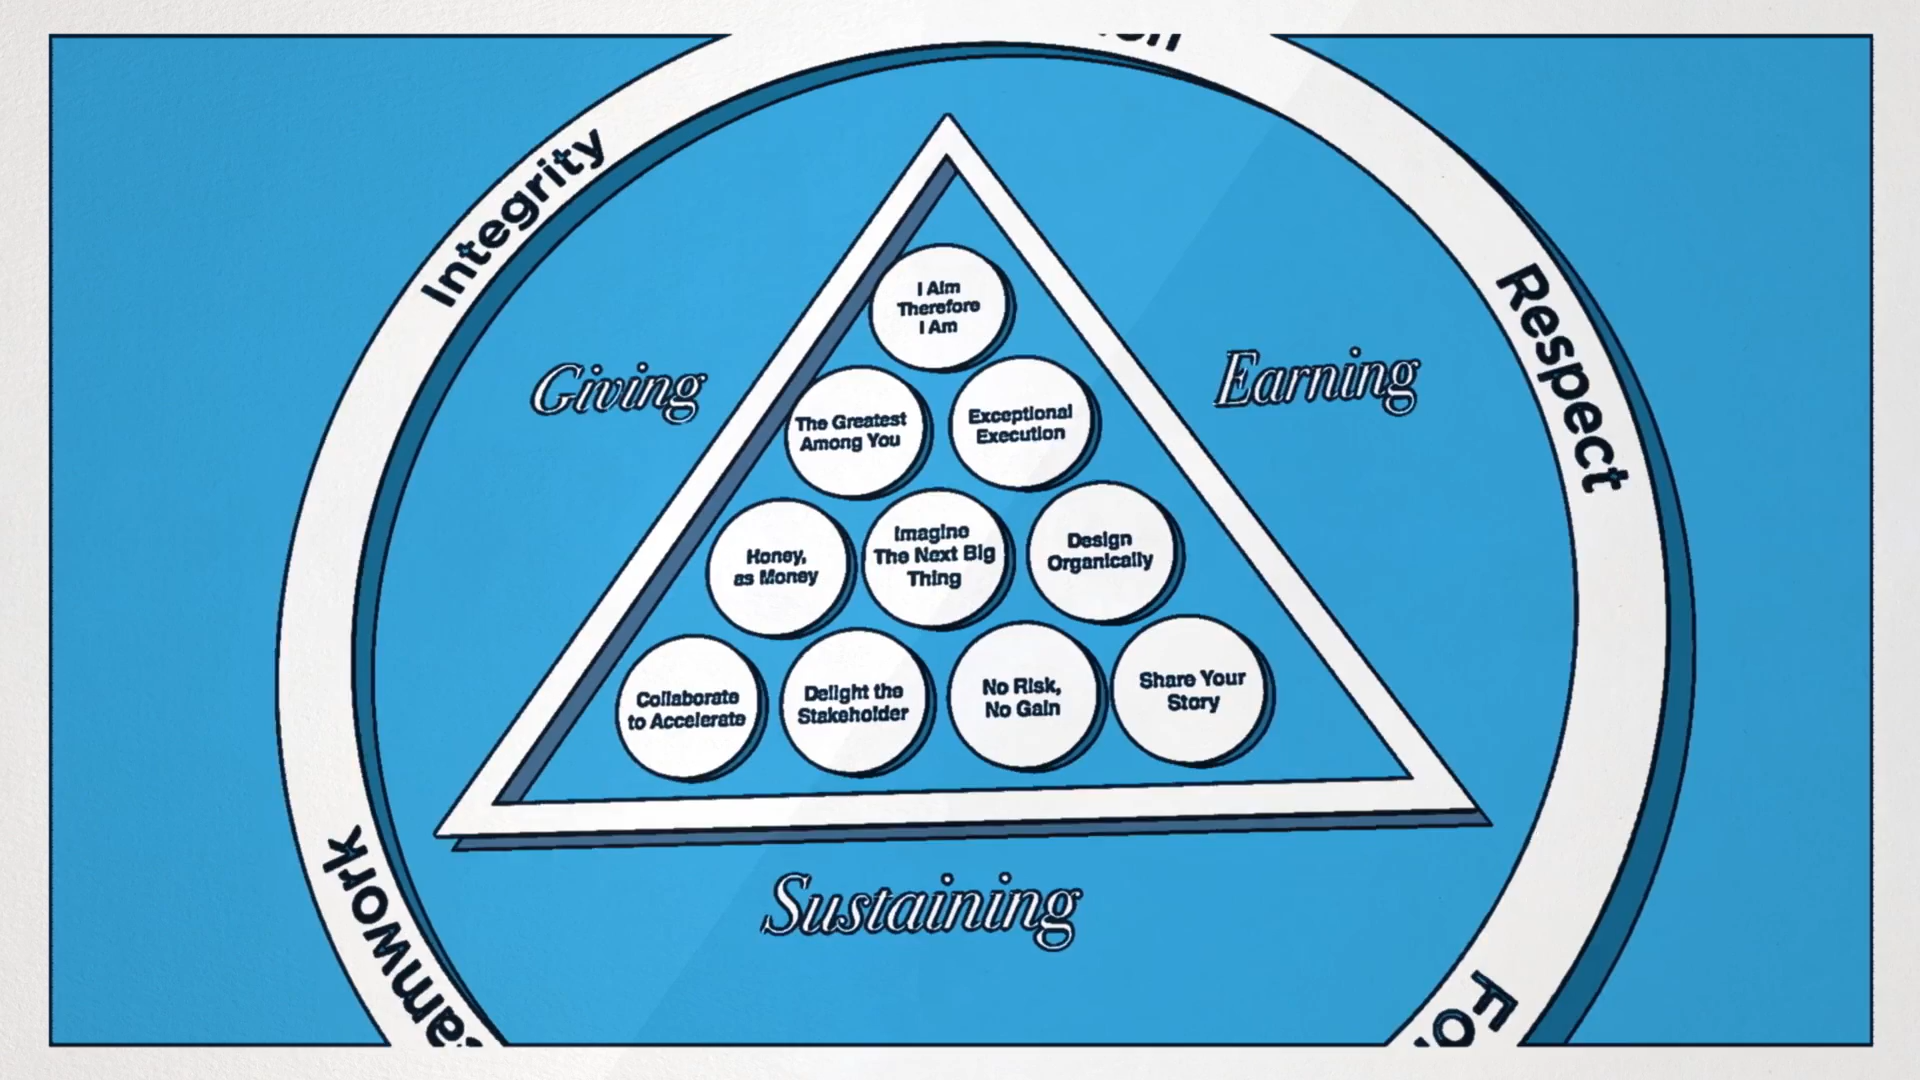 Integrity
Respect
Giving
Earning
I Aim
Therefore
I Am
The Greatest
Among You
Exceptional
Execution
Honey,
as Money
Imagine
The Next Big
Thing
Design
Organically
Collaborate
to Accelerate
Delight the
Stakeholder
No Risk,
No Gain
Share Your
Story
Sustaining